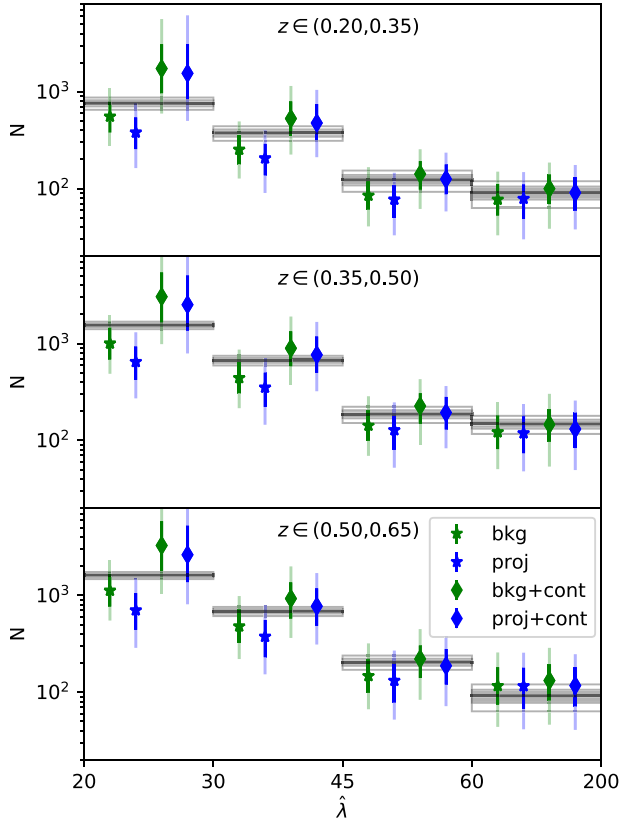 z ∈ (0.20,0.35)
10³
10²
N
z ∈ (0.35,0.50)
10³
10²
N
z ∈ (0.50,0.65)
bkg
proj
bkg+cont
proj+cont
10³
10²
N
20 30 45 60 200
λ̂